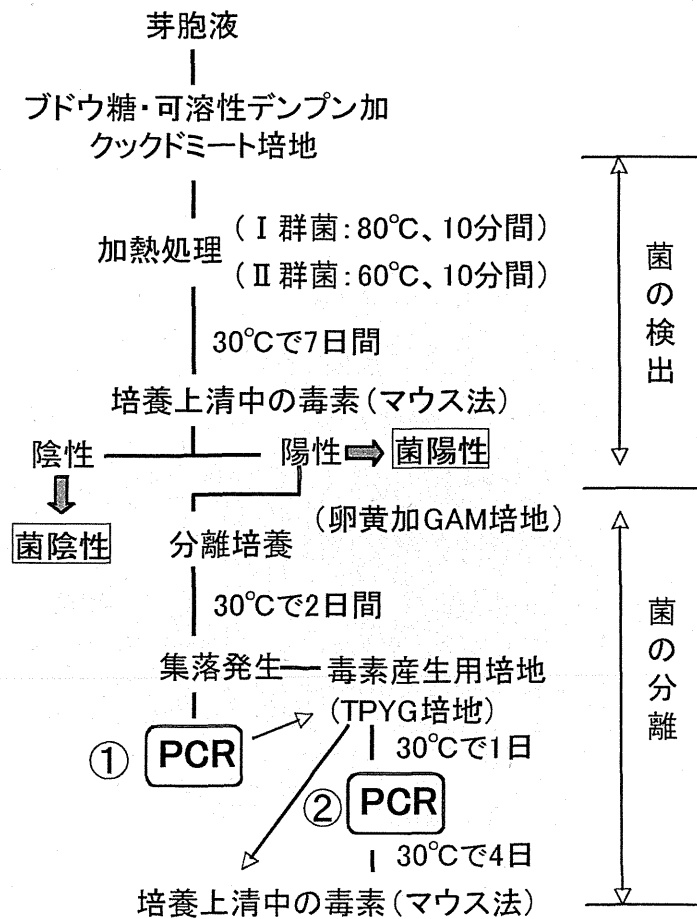 芽胞液
ブドウ糖・可溶性デンプン加
クックドミート培地
加熱処理
(Ⅰ群菌:80℃、10分間)
(Ⅱ群菌:60℃、10分間)
30℃で7日間
培養上清中の毒素(マウス法)
陰性
陽性
菌陽性
菌陰性
菌の検出
分離培養
(卵黄加GAM培地)
30℃で2日間
集落発生
毒素産生用培地
(TPYG培地)
① PCR
30℃で1日
② PCR
30℃で4日
培養上清中の毒素(マウス法)
菌の分離